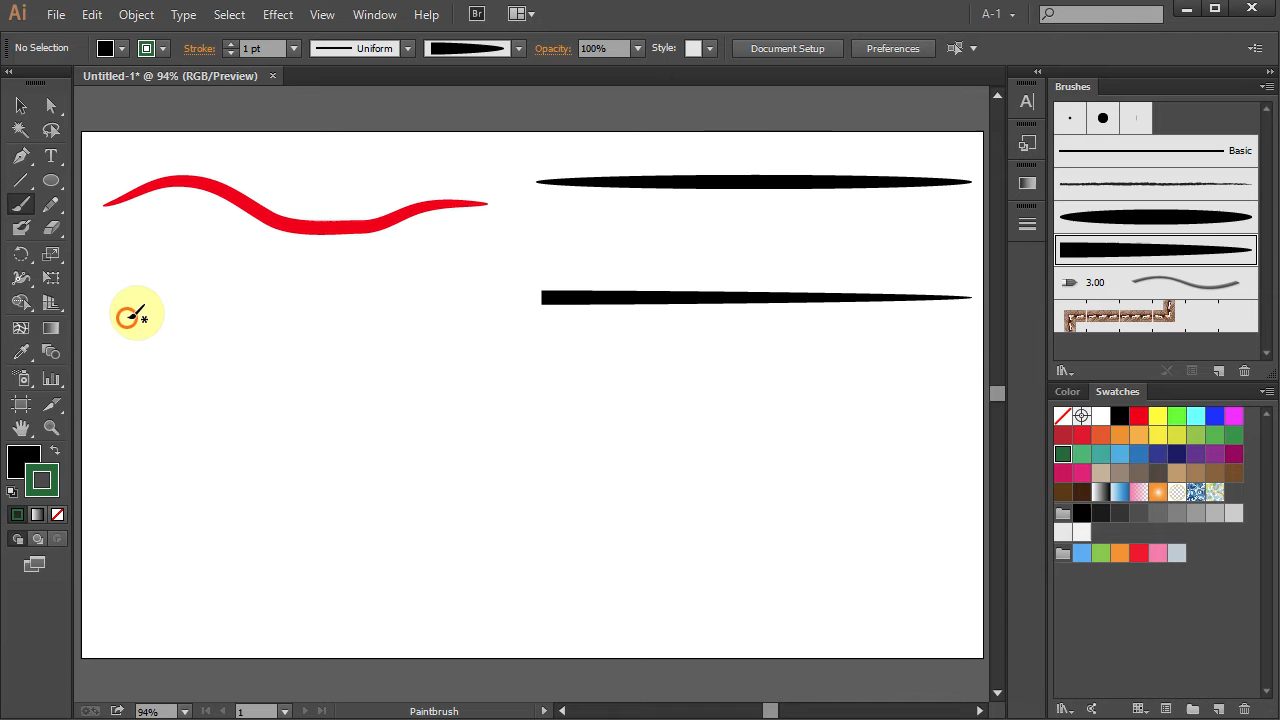 Ai File Edit Object Type Select Effect View Window Help Br A-1
No Selection Stroke: 1 pt Uniform Opacity: 100% Style: Document Setup Preferences
Untitled-1* @ 94% (RGB/Preview)
Brushes
Basic
3.00
Color Swatches
94% 1 Paintbrush